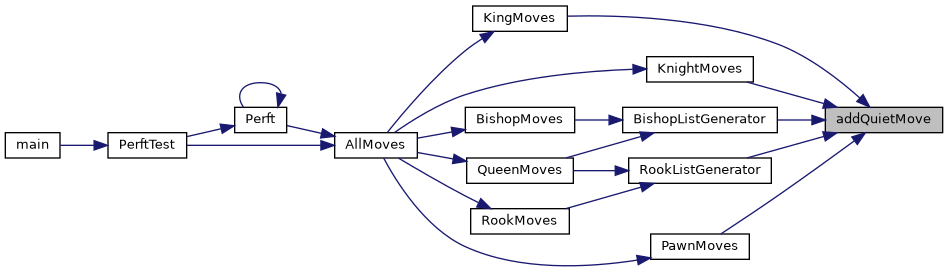 main
PerftTest
Perft
AllMoves
KingMoves
KnightMoves
BishopMoves
BishopListGenerator
QueenMoves
RookListGenerator
RookMoves
PawnMoves
addQuietMove